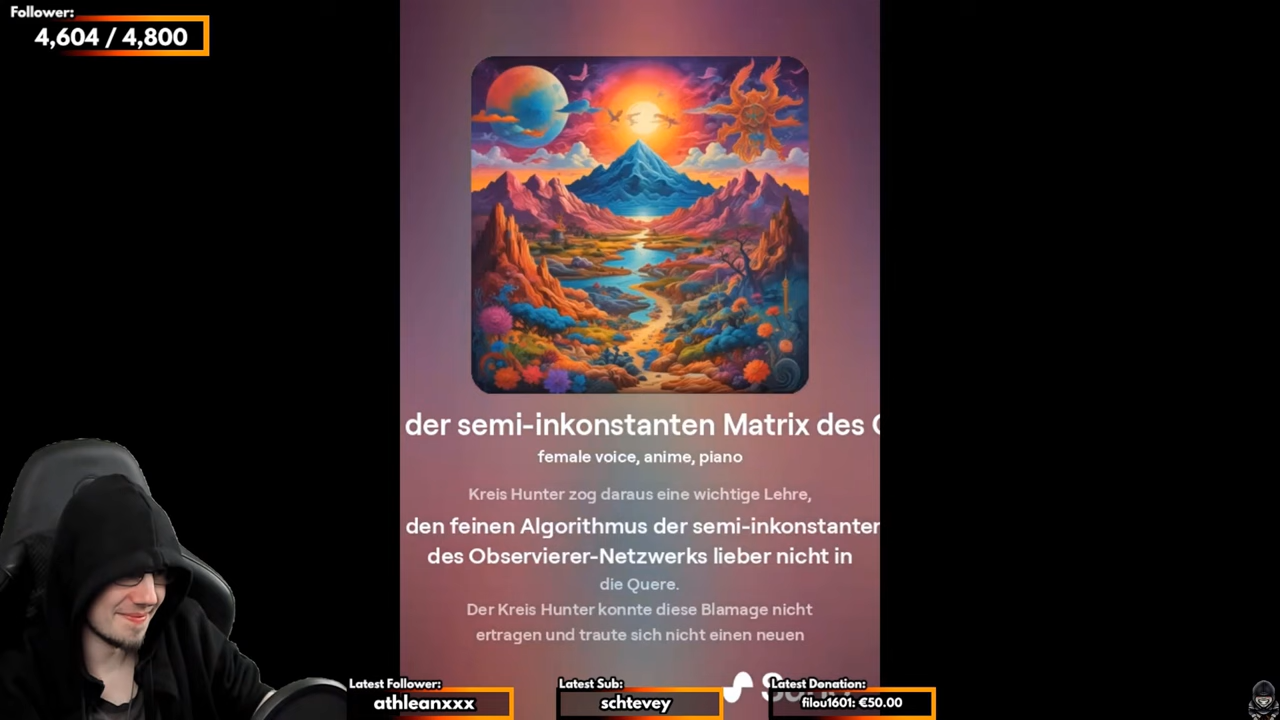 Follower:
4,604 / 4,800
der semi-inkonstanten Matrix des
female voice, anime, piano
Kreis Hunter zog daraus eine wichtige Lehre,
den feinen Algorithmus der semi-inkonstanten
des Observierer-Netzwerks lieber nicht in
die Quere.
Der Kreis Hunter konnte diese Blamage nicht
ertragen und traute sich nicht einen neuen
Latest Follower:
athleanxxx
Latest Sub:
schtevey
Latest Donation:
filou1601: €50.00